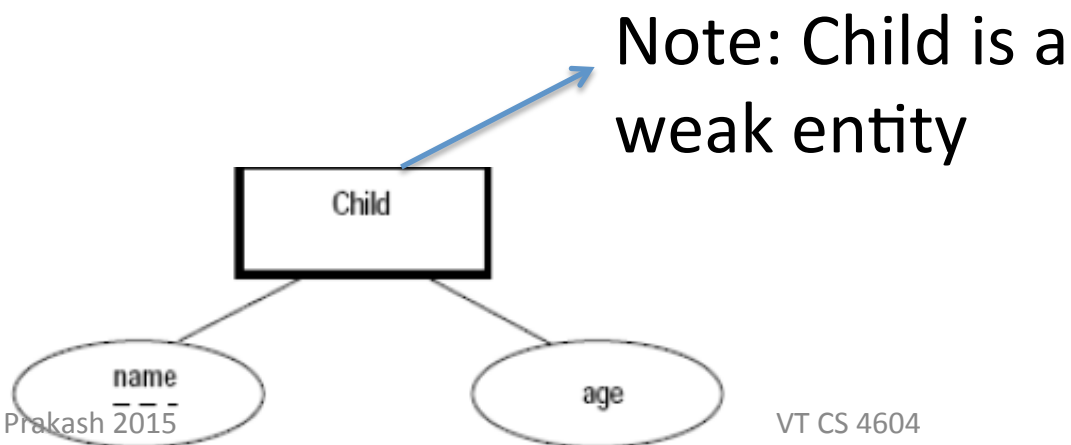 Note: Child is a
weak entity
Child
name
age
Prakash 2015
VT CS 4604